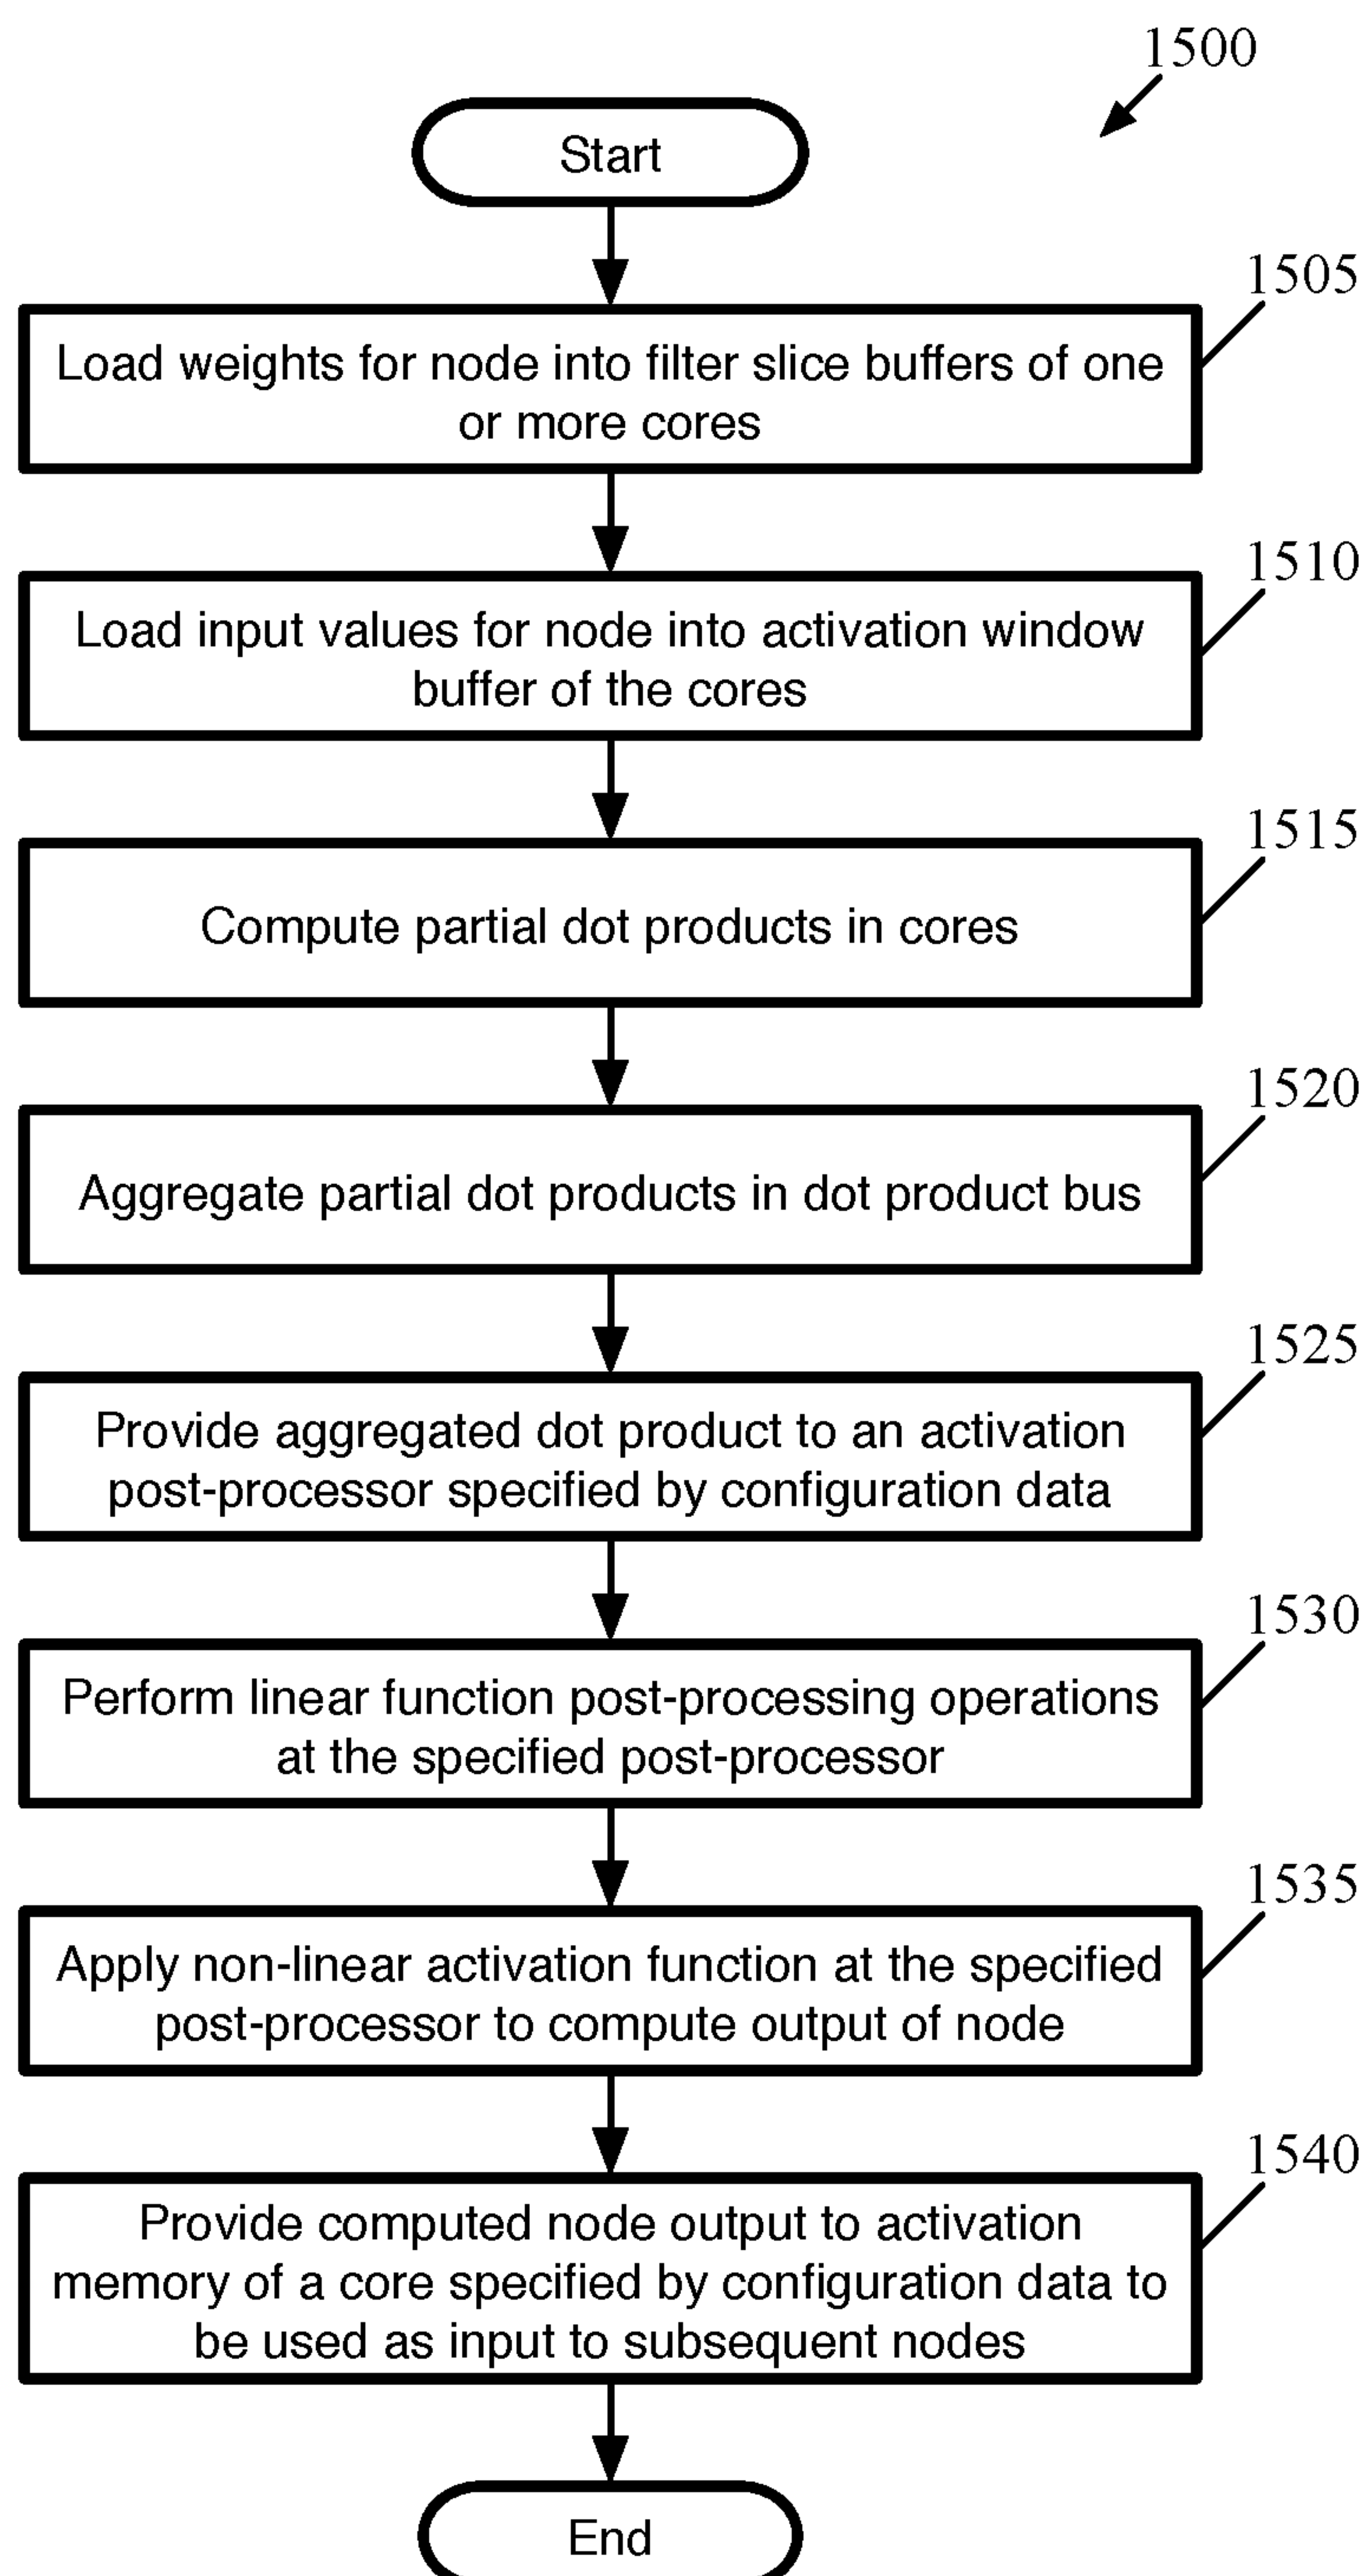 1500
Start
1505
Load weights for node into filter slice buffers of one
or more cores
1510
Load input values for node into activation window
buffer of the cores
1515
Compute partial dot products in cores
1520
Aggregate partial dot products in dot product bus
1525
Provide aggregated dot product to an activation
post-processor specified by configuration data
1530
Perform linear function post-processing operations
at the specified post-processor
1535
Apply non-linear activation function at the specified
post-processor to compute output of node
1540
Provide computed node output to activation
memory of a core specified by configuration data to
be used as input to subsequent nodes
End